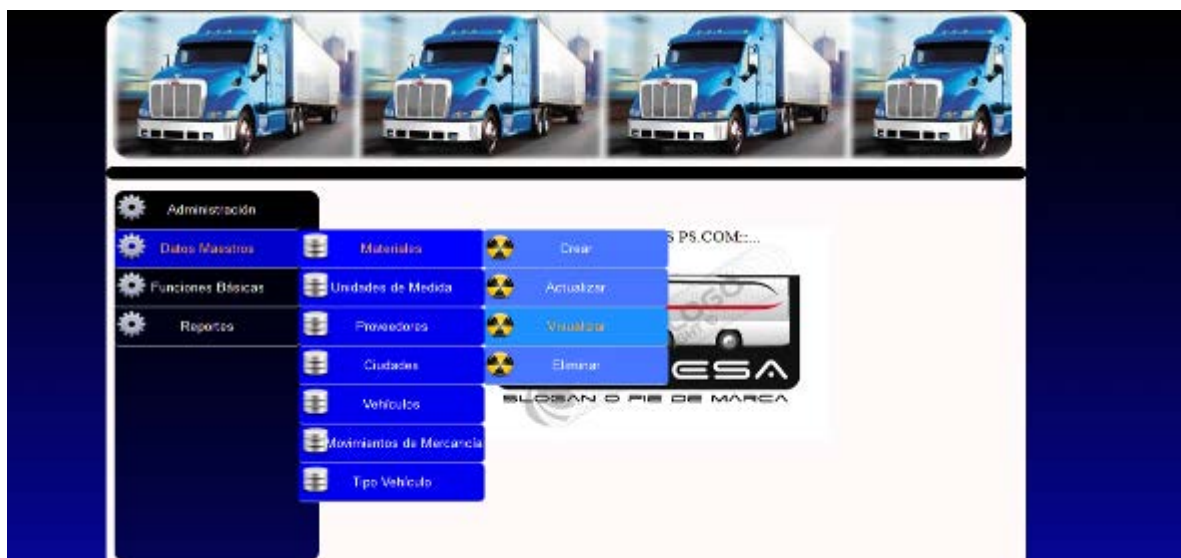 Administración
Datos Maestros
Funciones Básicas
Reportes
Materiales
Unidades de Medida
Proveedores
Ciudades
Vehículos
Movimientos de Mercancía
Tipo Vehículo
Crear
Actualizar
Visualizar
Eliminar
S PS.COM::...
ESA
SLOGAN O PIE DE MARCA